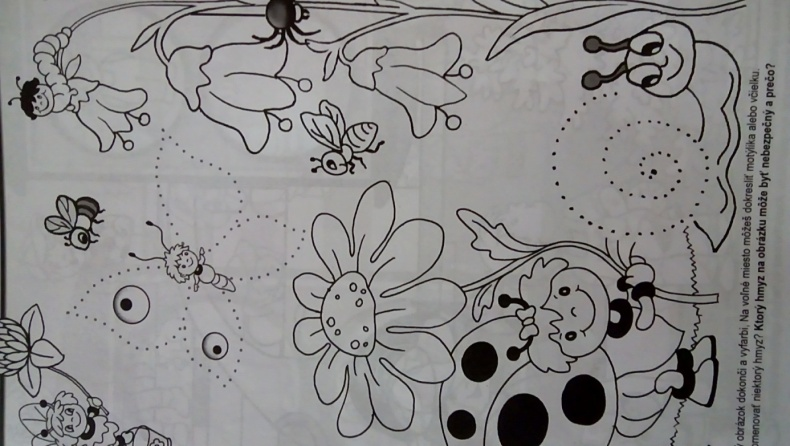 obrázok dokonči a vyfarbi. Na voľné miesto môžeš dokresliť motýlika alebo včielku.
menovať niektorý hmyz? Ktorý hmyz na obrázku môže byť nebezpečný a prečo?